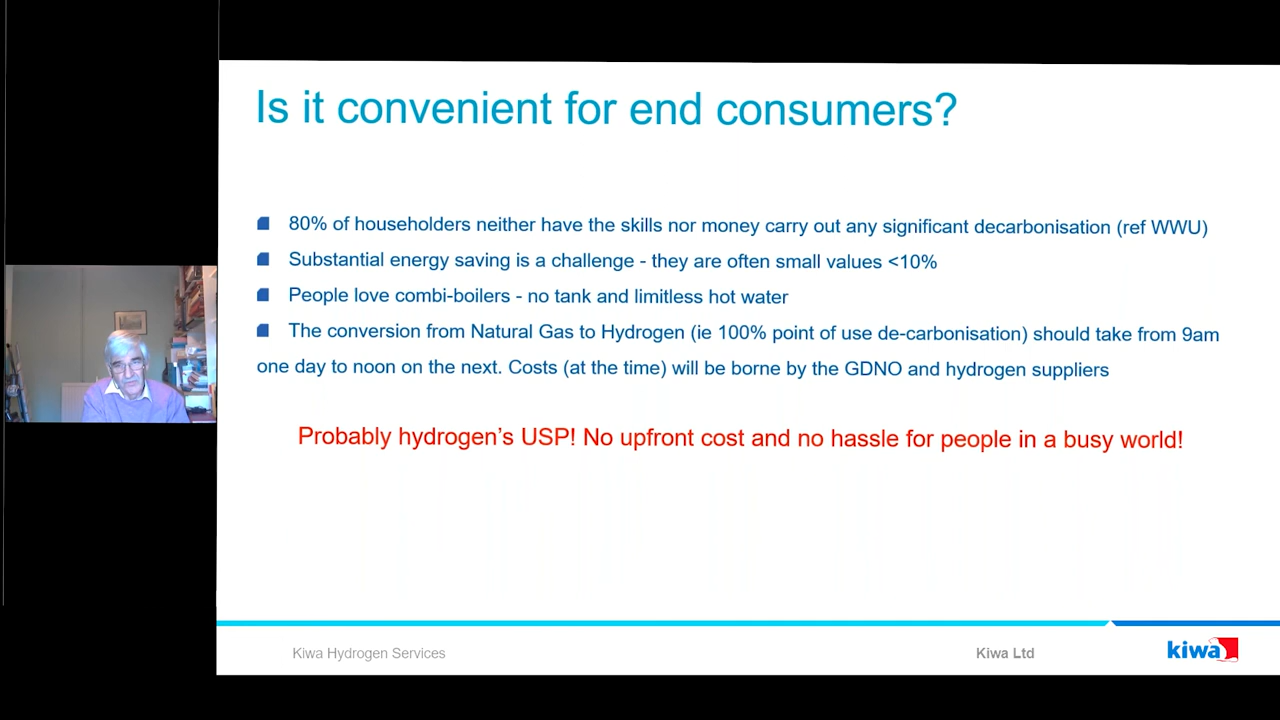 Is it convenient for end consumers?
80% of householders neither have the skills nor money carry out any significant decarbonisation (ref WWU)
Substantial energy saving is a challenge - they are often small values <10%
People love combi-boilers - no tank and limitless hot water
The conversion from Natural Gas to Hydrogen (ie 100% point of use de-carbonisation) should take from 9am
one day to noon on the next. Costs (at the time) will be borne by the GDNO and hydrogen suppliers
Probably hydrogen's USP! No upfront cost and no hassle for people in a busy world!
Kiwa Hydrogen Services
Kiwa Ltd
kiwa